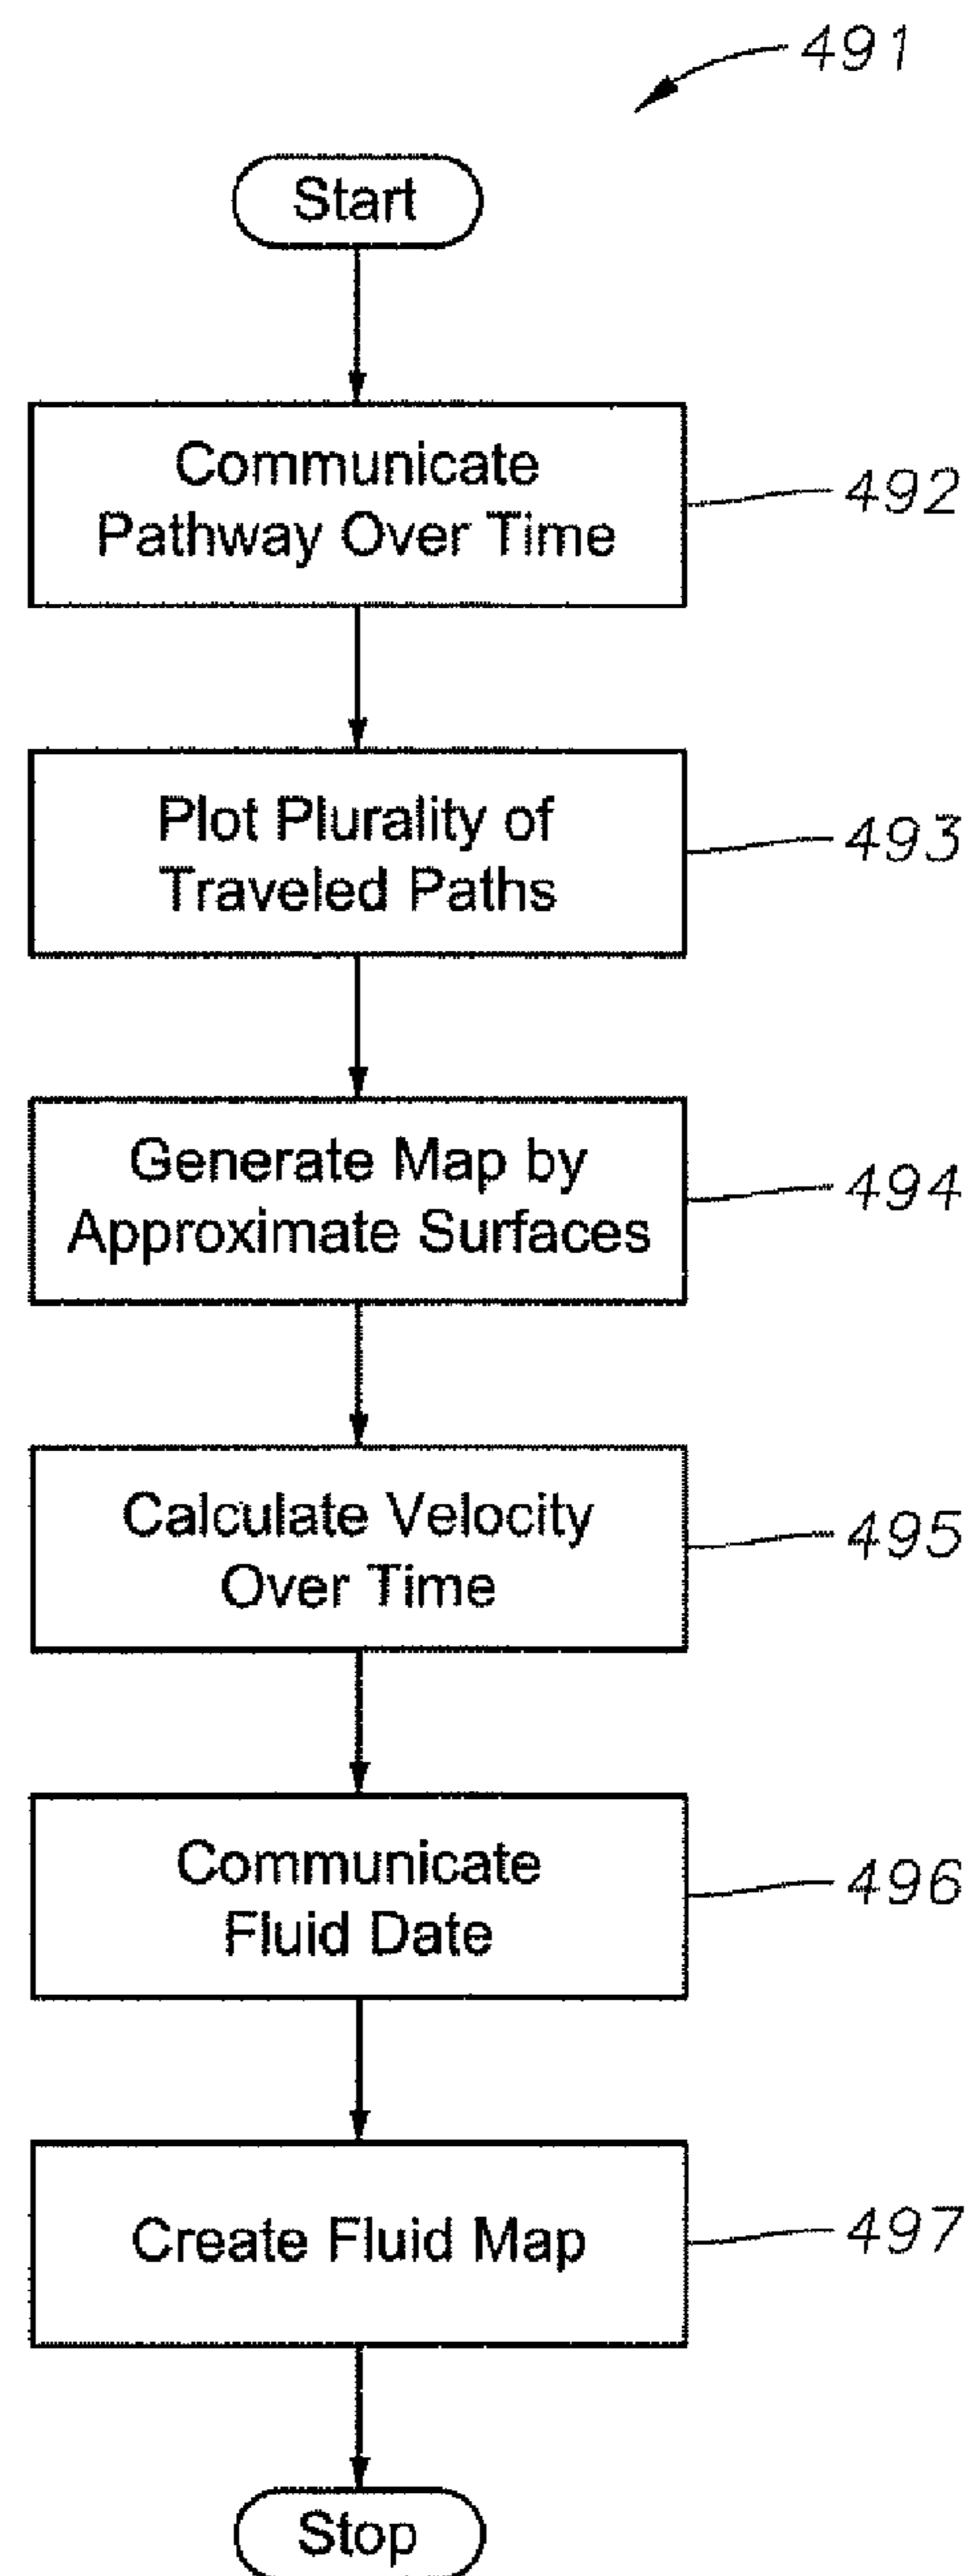 491
Start
Communicate
Pathway Over Time
492
Plot Plurality of
Traveled Paths
493
Generate Map by
Approximate Surfaces
494
Calculate Velocity
Over Time
495
Communicate
Fluid Date
496
Create Fluid Map
497
Stop